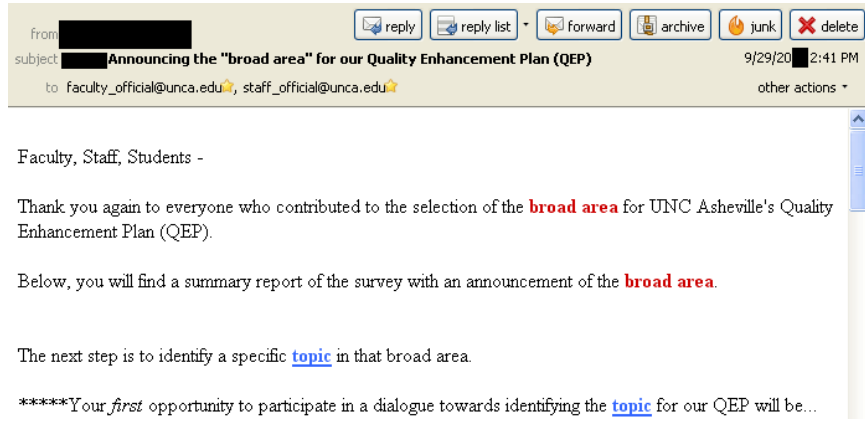 from reply reply list forward archive junk delete
subject Announcing the "broad area" for our Quality Enhancement Plan (QEP) 9/29/20 2:41 PM
to faculty_official@unca.edu, staff_official@unca.edu other actions
Faculty, Staff, Students -
Thank you again to everyone who contributed to the selection of the broad area for UNC Asheville's Quality
Enhancement Plan (QEP).
Below, you will find a summary report of the survey with an announcement of the broad area.
The next step is to identify a specific topic in that broad area.
*****Your first opportunity to participate in a dialogue towards identifying the topic for our QEP will be...